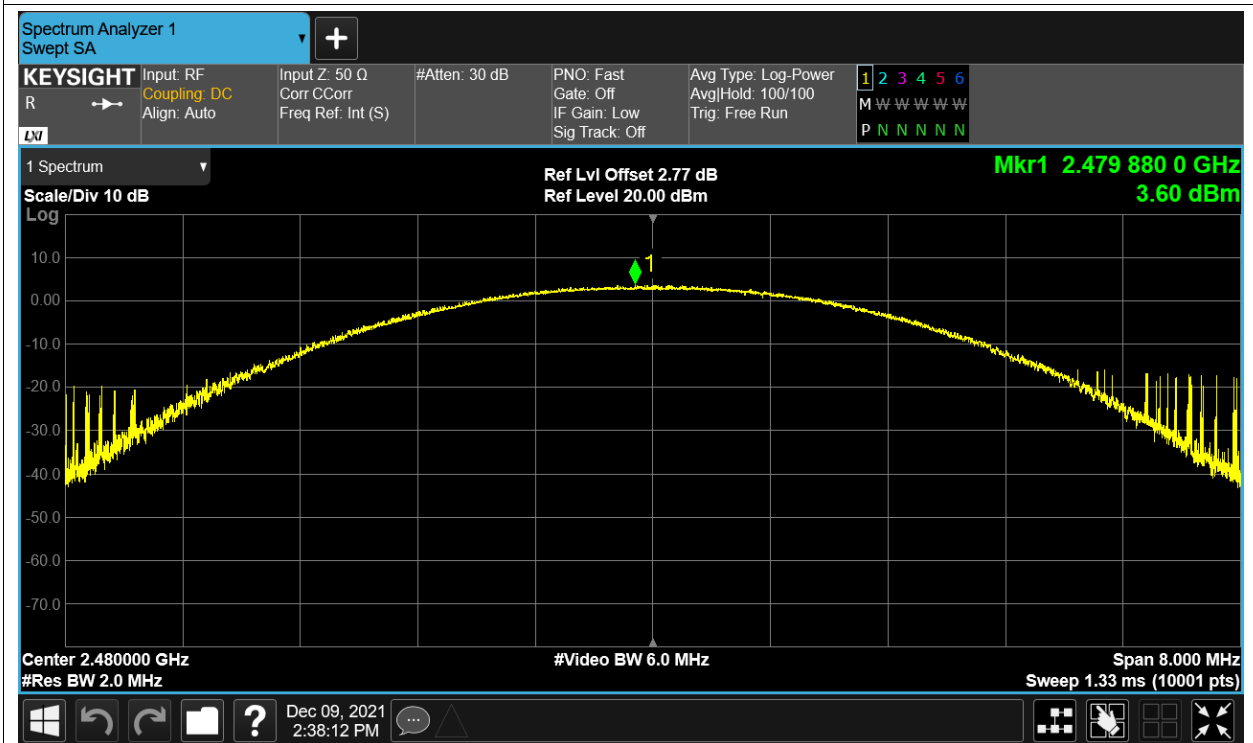 Spectrum Analyzer 1
Swept SA
KEYSIGHT
R
LXI
Input: RF
Coupling: DC
Align: Auto
Input Z: 50 Ω
Corr CCorr
Freq Ref: Int (S)
#Atten: 30 dB
PNO: Fast
Gate: Off
IF Gain: Low
Sig Track: Off
Avg Type: Log-Power
Avg|Hold: 100/100
Trig: Free Run
1 2 3 4 5 6
M W W W W W
P N N N N N
1 Spectrum
Scale/Div 10 dB
Log
Ref Lvl Offset 2.77 dB
Ref Level 20.00 dBm
Mkr1 2.479 880 0 GHz
3.60 dBm
1
10.0
0.00
-10.0
-20.0
-30.0
-40.0
-50.0
-60.0
-70.0
Center 2.480000 GHz
#Res BW 2.0 MHz
#Video BW 6.0 MHz
Span 8.000 MHz
Sweep 1.33 ms (10001 pts)
?
Dec 09, 2021
2:38:12 PM